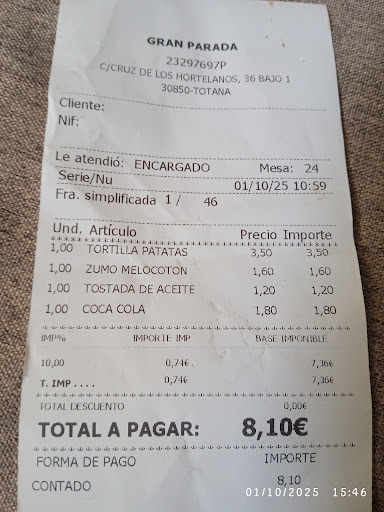 GRAN PARADA
23297697P
C/CRUZ DE LOS HORTELANOS, 36 BAJO 1
30850-TOTANA
Cliente:
Nif:
Le atendió: ENCARGADO Mesa: 24
Serie/Nu 01/10/25 10:59
Fra. simplificada 1 / 46
Und. Artículo Precio Importe
1,00 TORTILLA PATATAS 3,50 3,50
1,00 ZUMO MELOCOTON 1,60 1,60
1,00 TOSTADA DE ACEITE 1,20 1,20
1,00 COCA COLA 1,80 1,80
IMP% IMPORTE IMP BASE IMPONIBLE
10,00 0,74€ 7,36€
T. IMP .... 0,74€ 7,36€
TOTAL DESCUENTO 0,00€
TOTAL A PAGAR: 8,10€
FORMA DE PAGO IMPORTE
CONTADO 8,10
01/10/2025 15:46